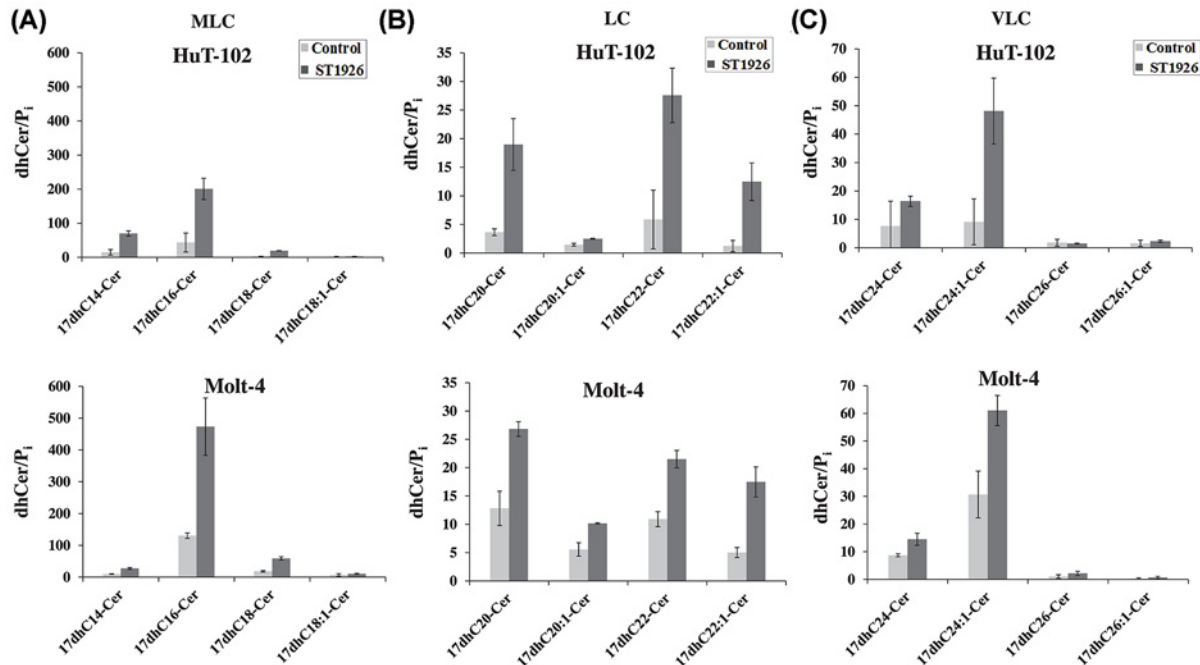 (A)
MLC
HuT-102
Control
ST1926
dhCer/Pi
600
500
400
300
200
100
0
17dhC14-Cer
17dhC16-Cer
17dhC18-Cer
17dhC18:1-Cer
(B)
LC
HuT-102
Control
ST1926
dhCer/Pi
35
30
25
20
15
10
5
0
17dhC20-Cer
17dhC20:1-Cer
17dhC22-Cer
17dhC22:1-Cer
(C)
VLC
HuT-102
Control
ST1926
dhCer/Pi
70
60
50
40
30
20
10
0
17dhC24-Cer
17dhC24:1-Cer
17dhC26-Cer
17dhC26:1-Cer
Molt-4
dhCer/Pi
600
500
400
300
200
100
0
17dhC14-Cer
17dhC16-Cer
17dhC18-Cer
17dhC18:1-Cer
Molt-4
dhCer/Pi
35
30
25
20
15
10
5
0
17dhC20-Cer
17dhC20:1-Cer
17dhC22-Cer
17dhC22:1-Cer
Molt-4
dhCer/Pi
70
60
50
40
30
20
10
0
17dhC24-Cer
17dhC24:1-Cer
17dhC26-Cer
17dhC26:1-Cer